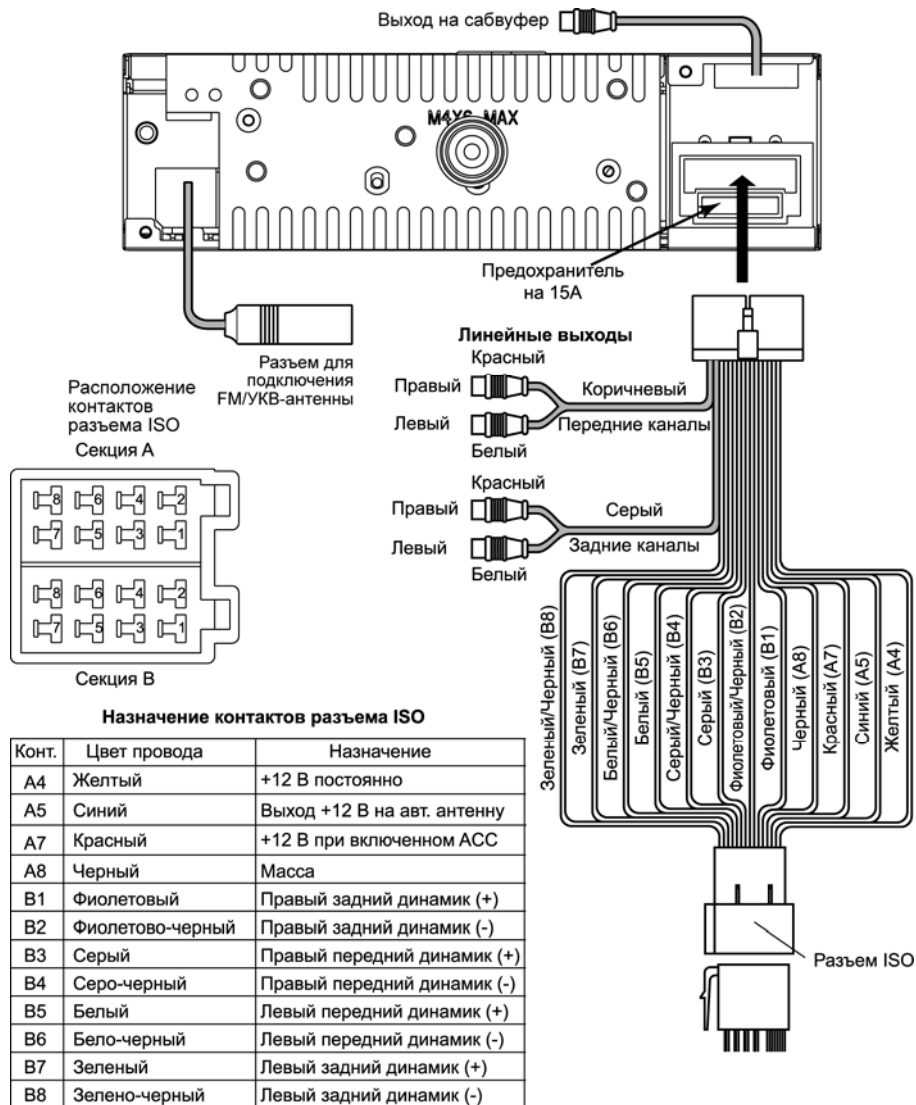 Выход на сабвуфер
M4X6 MAX
Предохранитель
на 15А
Разъем для
подключения
FM/УКВ-антенны
Линейные выходы
Красный
Правый
Коричневый
Левый
Передние каналы
Белый
Красный
Правый
Серый
Левый
Задние каналы
Белый
Расположение
контактов
разъема ISO
Секция А
8 6 4 2
7 5 3 1
8 6 4 2
7 5 3 1
Секция В
Зеленый/Черный (B8)
Зеленый (B7)
Белый/Черный (B6)
Белый (B5)
Серый/Черный (B4)
Серый (B3)
Фиолетовый/Черный (B2)
Фиолетовый (B1)
Черный (A8)
Красный (A7)
Синий (A5)
Желтый (A4)
Разъем ISO
Назначение контактов разъема ISO
Конт. Цвет провода Назначение
A4 Желтый +12 В постоянно
A5 Синий Выход +12 В на авт. антенну
A7 Красный +12 В при включенном ACC
A8 Черный Масса
B1 Фиолетовый Правый задний динамик (+)
B2 Фиолетово-черный Правый задний динамик (-)
B3 Серый Правый передний динамик (+)
B4 Серо-черный Правый передний динамик (-)
B5 Белый Левый передний динамик (+)
B6 Бело-черный Левый передний динамик (-)
B7 Зеленый Левый задний динамик (+)
B8 Зелено-черный Левый задний динамик (-)